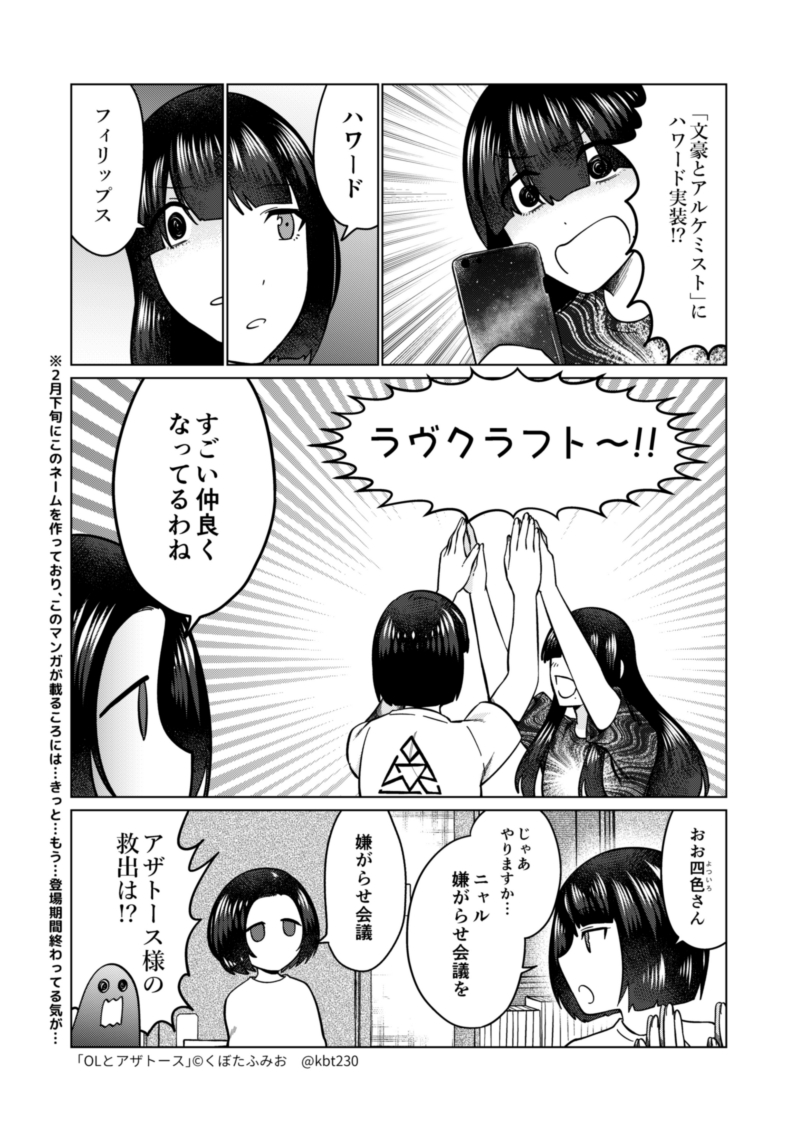 「文豪とアルケミスト」に
ハワード実装!?
ハワード
フィリップス
ラヴクラフト～!!
すごい仲良く
なってるわね
おお四色さん
よついろ
じゃあ
やりますか…
ニャル
嫌がらせ会議を
嫌がらせ会議
アザトース様の
救出は!?
※2月下旬にこのネームを作っており、このマンガが載るころには…きっと…もう…登場期間終わってる気が…
「OLとアザトース」©くぼたふみお　@kbt230